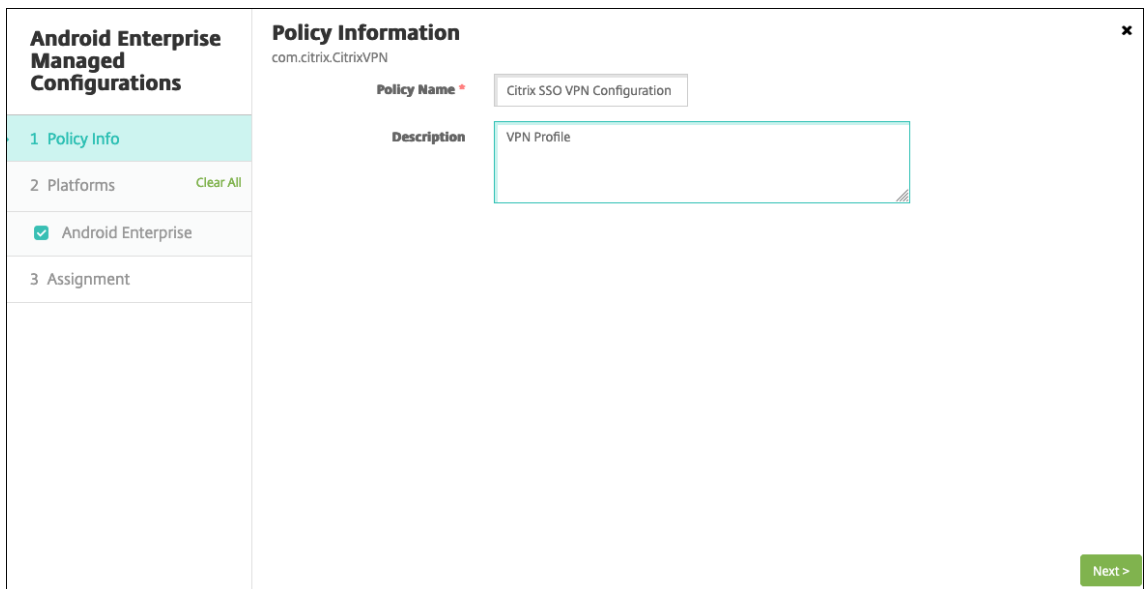 Android Enterprise
Managed
Configurations
1 Policy Info
2 Platforms
Clear All
Android Enterprise
3 Assignment
Policy Information
com.citrix.CitrixVPN
Policy Name *
Citrix SSO VPN Configuration
Description
VPN Profile
Next >